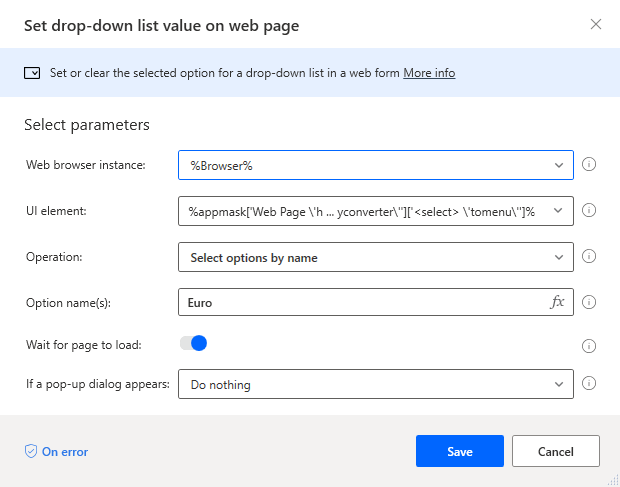 Set drop-down list value on web page
Set or clear the selected option for a drop-down list in a web form More info
Select parameters
Web browser instance: %Browser%
UI element: %appmask['Web Page \'h ... yconverter\'']['<select> \'tomenu\'']%
Operation: Select options by name
Option name(s): Euro fx
Wait for page to load:
If a pop-up dialog appears: Do nothing
On error Save Cancel